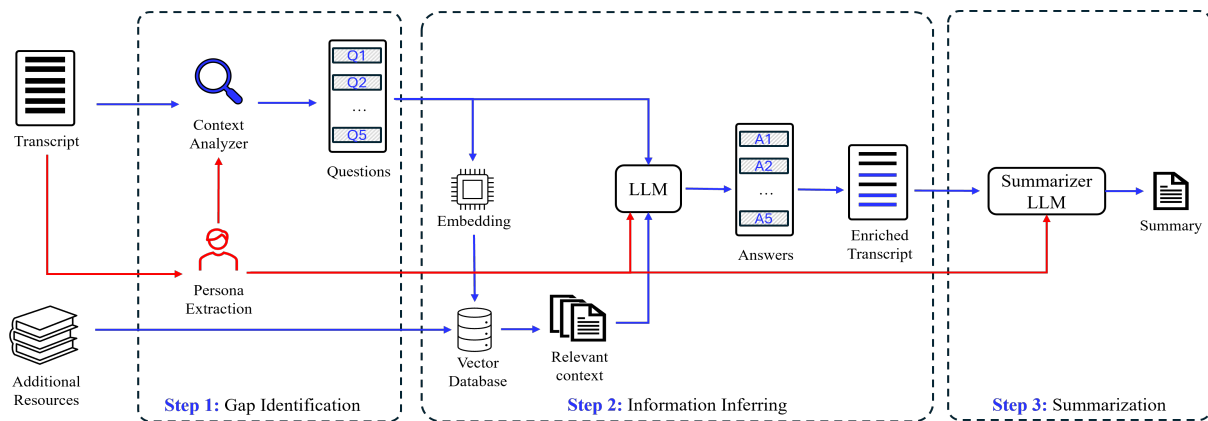 Transcript
Context
Analyzer
Q1
Q2
...
Q5
Questions
Persona
Extraction
Additional
Resources
Step 1: Gap Identification
Embedding
Vector
Database
Relevant
context
LLM
A1
A2
...
A5
Answers
Enriched
Transcript
Step 2: Information Inferring
Summarizer
LLM
Summary
Step 3: Summarization